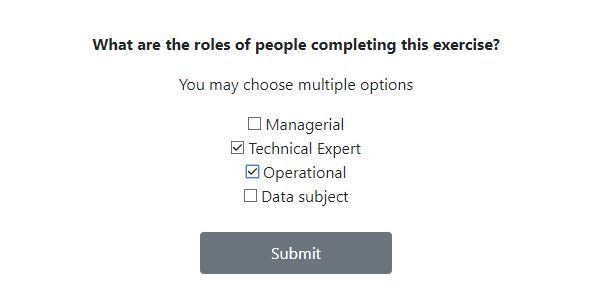 What are the roles of people completing this exercise?
You may choose multiple options
Managerial
Technical Expert
Operational
Data subject
Submit